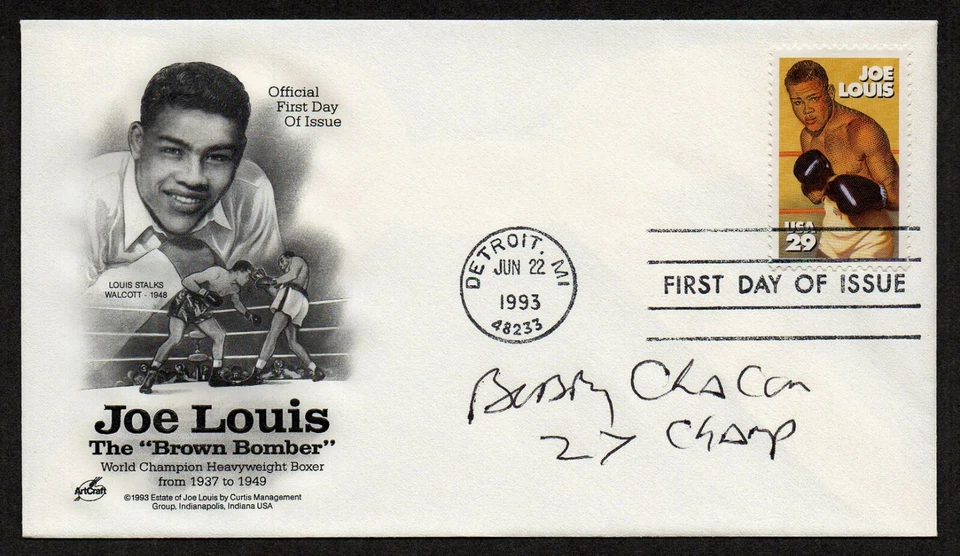 Official
First Day
Of Issue
LOUIS STALKS
WALCOTT - 1948
Joe Louis
The "Brown Bomber"
World Champion Heavyweight Boxer
from 1937 to 1949
ArtCraft
©1993 Estate of Joe Louis by Curtis Management
Group, Indianapolis, Indiana USA
JOE
LOUIS
USA
29
DETROIT, MI
JUN 22
1993
48233
FIRST DAY OF ISSUE
Bobby Chacon
27 Champ